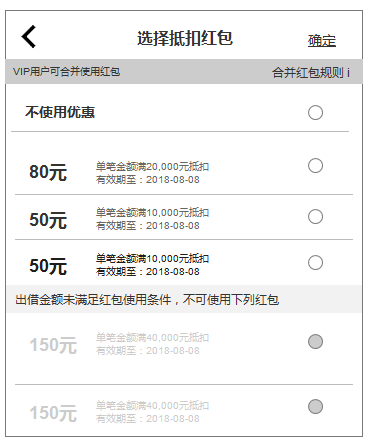 选择抵扣红包
确定
VIP用户可合并使用红包
合并红包规则 i
不使用优惠
80元
单笔金额满20,000元抵扣
有效期至：2018-08-08
50元
单笔金额满10,000元抵扣
有效期至：2018-08-08
50元
单笔金额满10,000元抵扣
有效期至：2018-08-08
出借金额未满足红包使用条件，不可使用下列红包
150元
单笔金额满40,000元抵扣
有效期至：2018-08-08
150元
单笔金额满40,000元抵扣
有效期至：2018-08-08